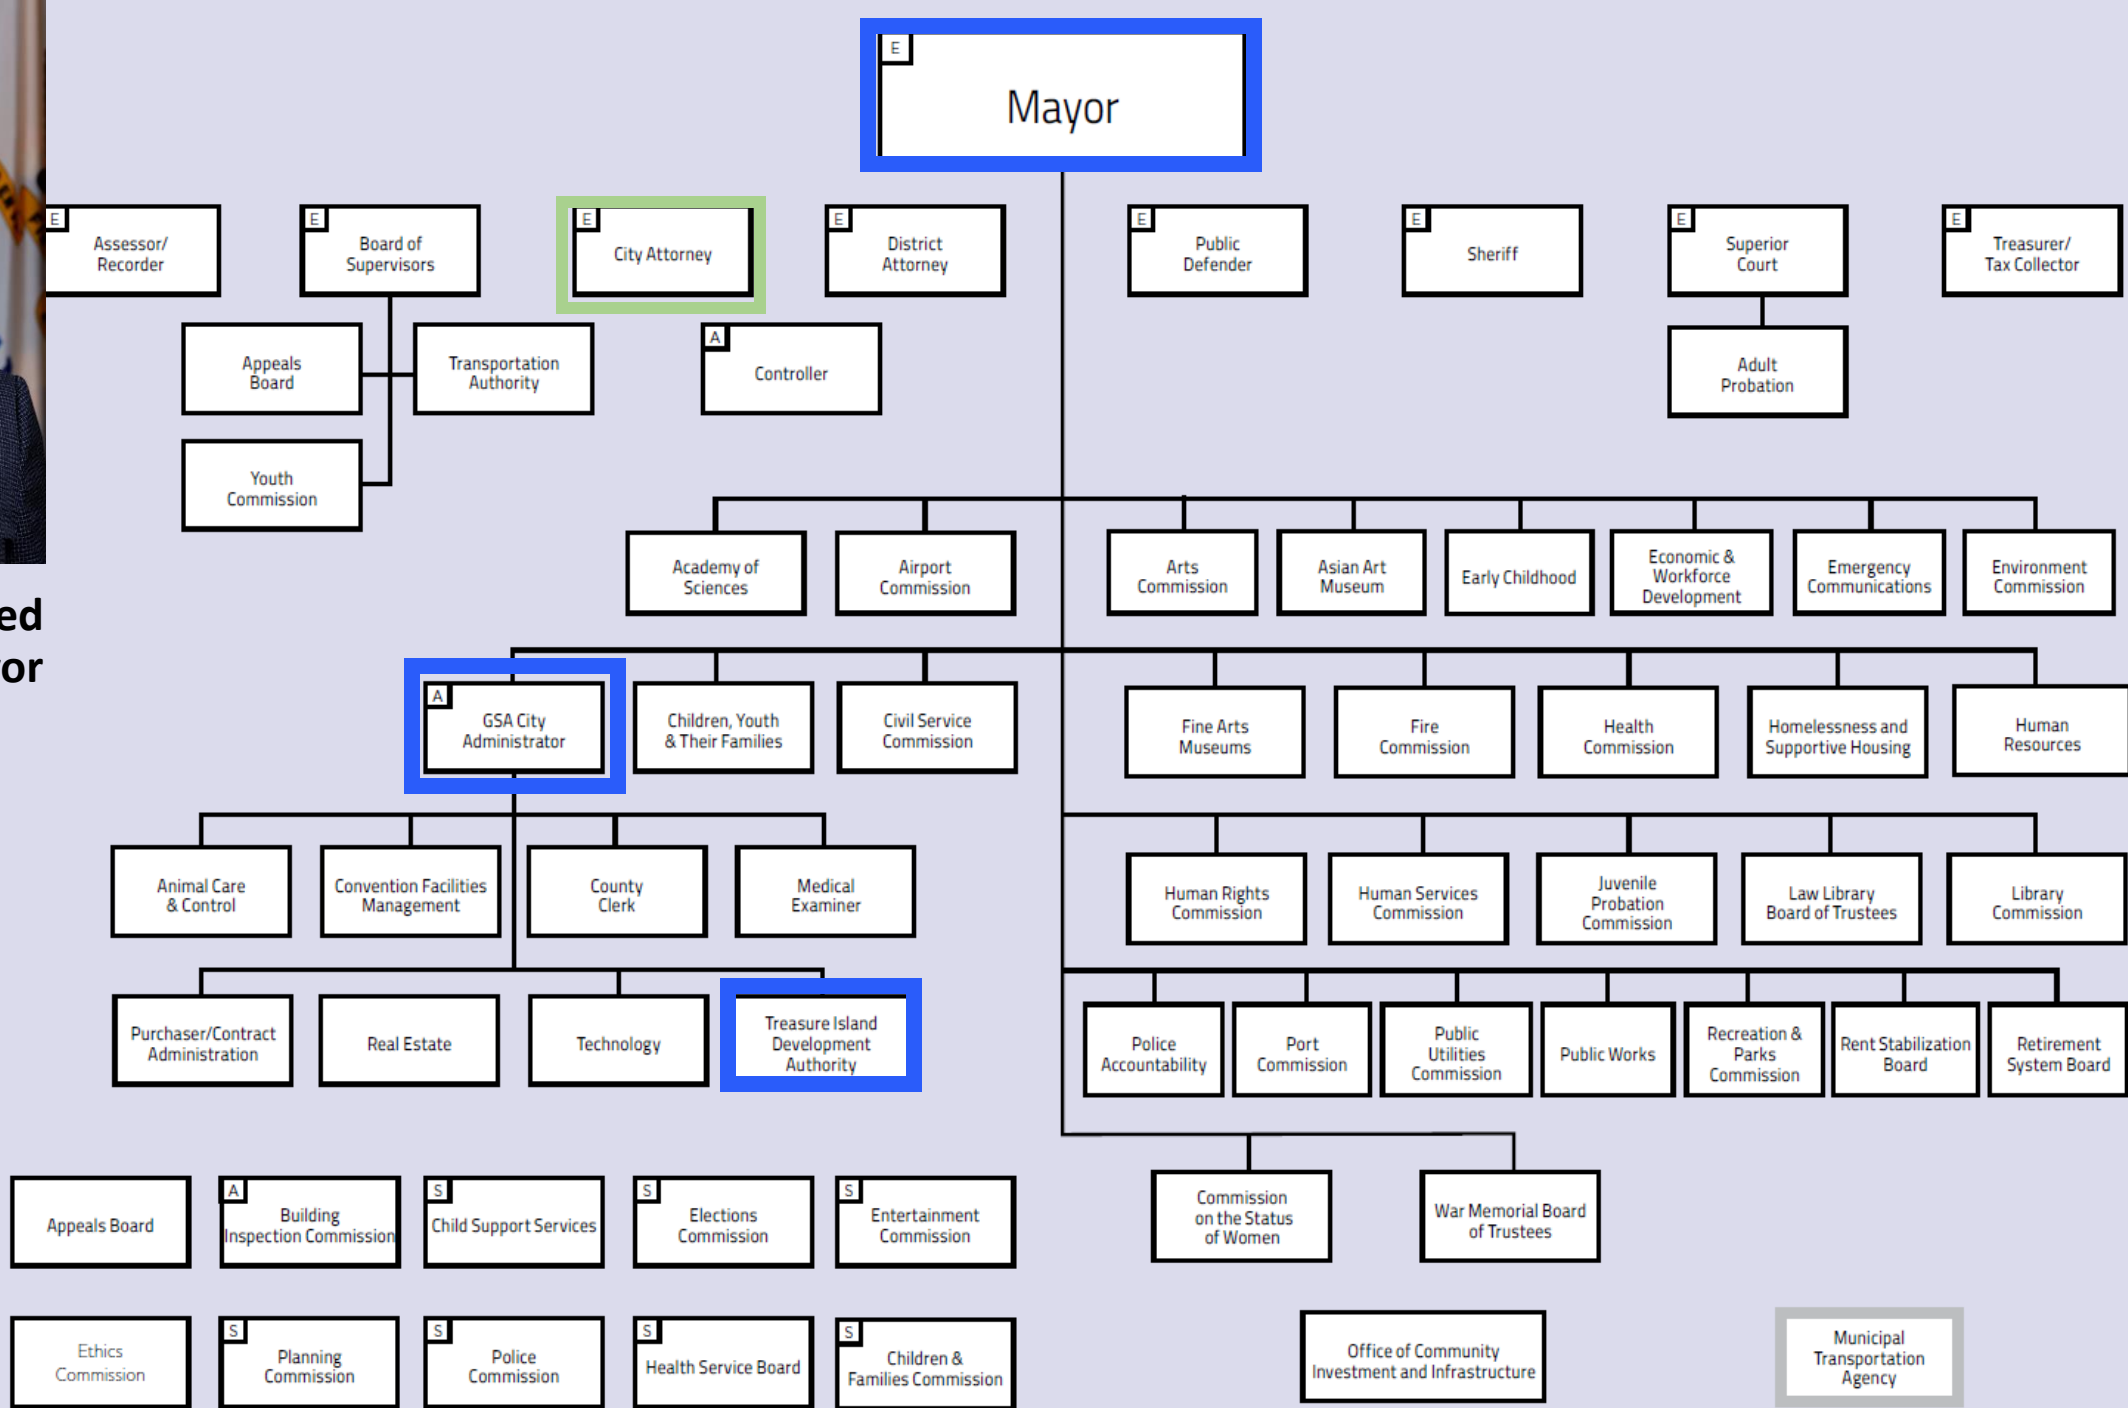 E
Mayor
E
Assessor/
Recorder
E
Board of
Supervisors
E
City Attorney
E
District
Attorney
E
Public
Defender
E
Sheriff
E
Superior
Court
E
Treasurer/
Tax Collector
Appeals
Board
Transportation
Authority
A
Controller
Adult
Probation
Youth
Commission
Academy of
Sciences
Airport
Commission
Arts
Commission
Asian Art
Museum
Early Childhood
Economic &
Workforce
Development
Emergency
Communications
Environment
Commission
ed
or
A
GSA City
Administrator
Children, Youth
& Their Families
Civil Service
Commission
Fine Arts
Museums
Fire
Commission
Health
Commission
Homelessness and
Supportive Housing
Human
Resources
Animal Care
& Control
Convention Facilities
Management
County
Clerk
Medical
Examiner
Human Rights
Commission
Human Services
Commission
Juvenile
Probation
Commission
Law Library
Board of Trustees
Library
Commission
Purchaser/Contract
Administration
Real Estate
Technology
Treasure Island
Development
Authority
Police
Accountability
Port
Commission
Public
Utilities
Commission
Public Works
Recreation &
Parks
Commission
Rent Stabilization
Board
Retirement
System Board
Appeals Board
A
Building
Inspection Commission
S
Child Support Services
S
Elections
Commission
S
Entertainment
Commission
Commission
on the Status
of Women
War Memorial Board
of Trustees
Ethics
Commission
S
Planning
Commission
S
Police
Commission
S
Health Service Board
S
Children &
Families Commission
Office of Community
Investment and Infrastructure
Municipal
Transportation
Agency